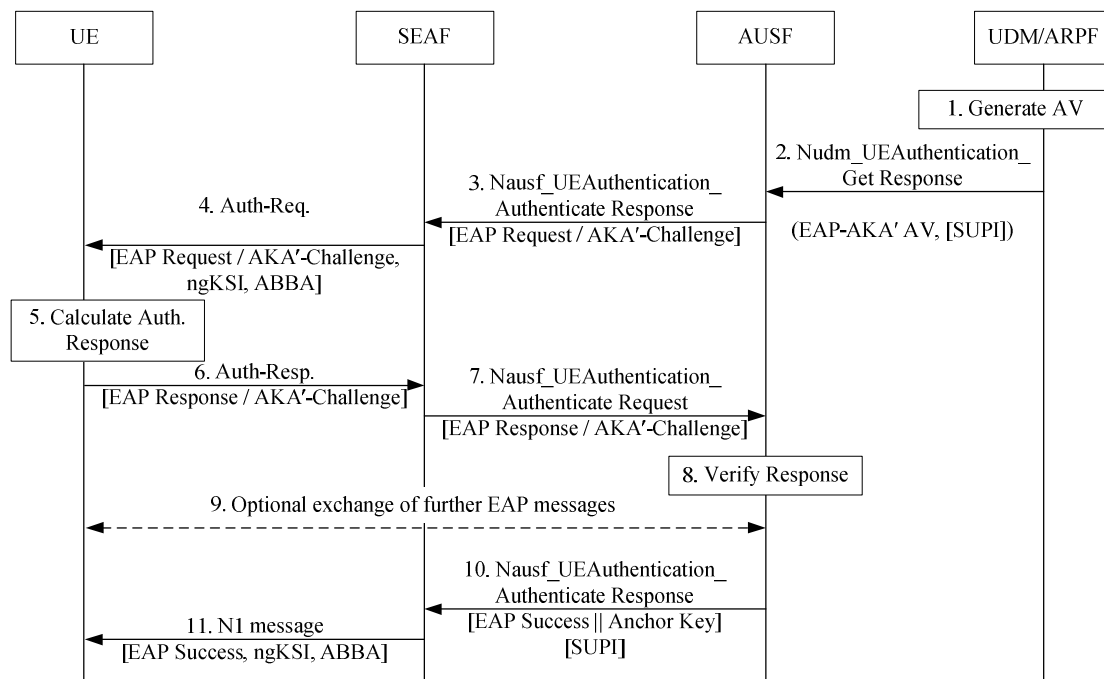 UE
SEAF
AUSF
UDM/ARPF
1. Generate AV
2. Nudm_UEAuthentication_
Get Response
(EAP-AKA′ AV, [SUPI])
3. Nausf_UEAuthentication_
Authenticate Response
[EAP Request / AKA′-Challenge]
4. Auth-Req.
[EAP Request / AKA′-Challenge,
ngKSI, ABBA]
5. Calculate Auth.
Response
6. Auth-Resp.
[EAP Response / AKA′-Challenge]
7. Nausf_UEAuthentication_
Authenticate Request
[EAP Response / AKA′-Challenge]
8. Verify Response
9. Optional exchange of further EAP messages
10. Nausf_UEAuthentication_
Authenticate Response
[EAP Success || Anchor Key]
[SUPI]
11. N1 message
[EAP Success, ngKSI, ABBA]